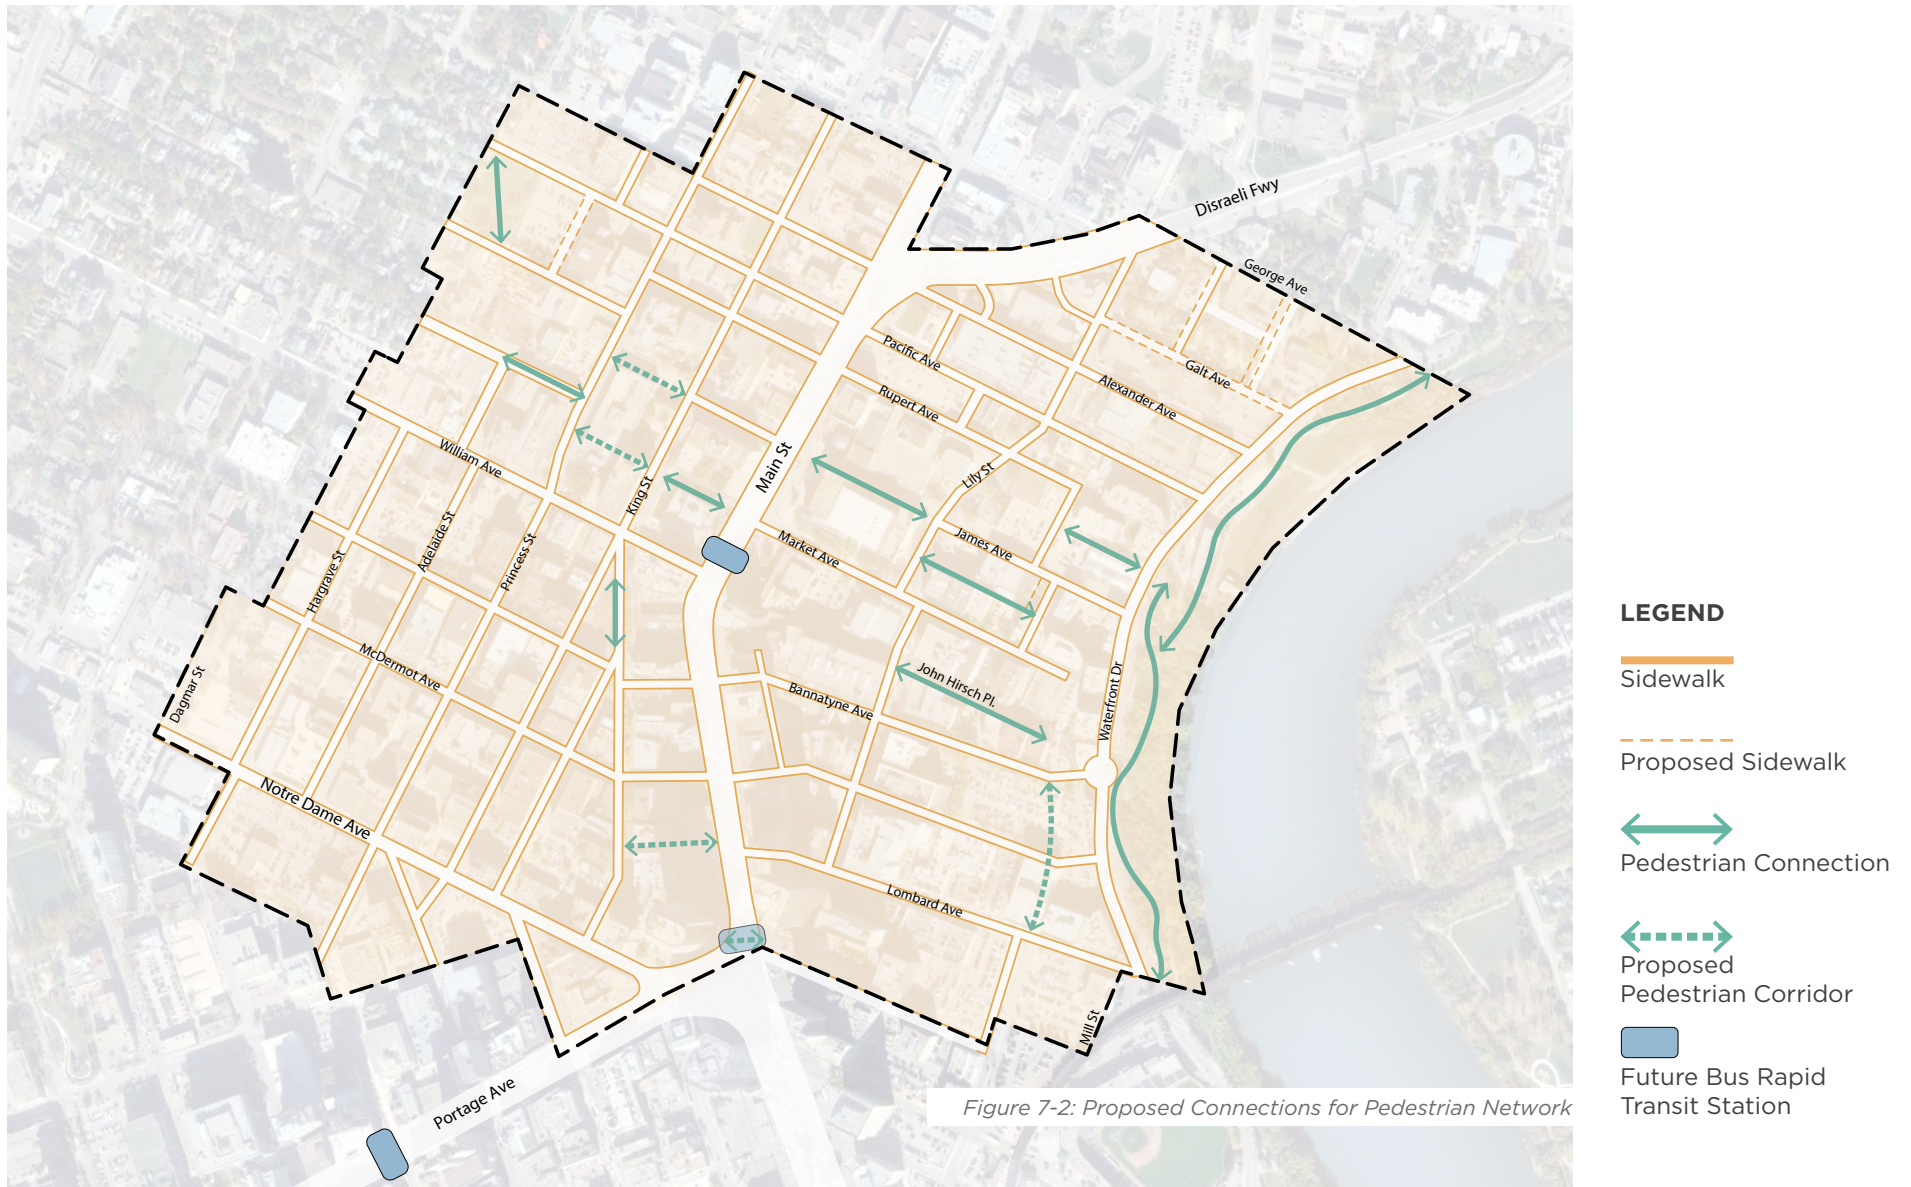 Disraeli Fwy
George Ave
Pacific Ave
Galt Ave
Alexander Ave
Rupert Ave
William Ave
Main St
Lily St
King St
Market Ave
James Ave
Adelaide St
Princess St
Hargrave St
McDermot Ave
John Hirsch Pl.
Dagmar St
Bannatyne Ave
Waterfront Dr
Notre Dame Ave
Lombard Ave
Mill St
Portage Ave
Figure 7-2: Proposed Connections for Pedestrian Network
LEGEND
Sidewalk
Proposed Sidewalk
Pedestrian Connection
Proposed
Pedestrian Corridor
Future Bus Rapid
Transit Station